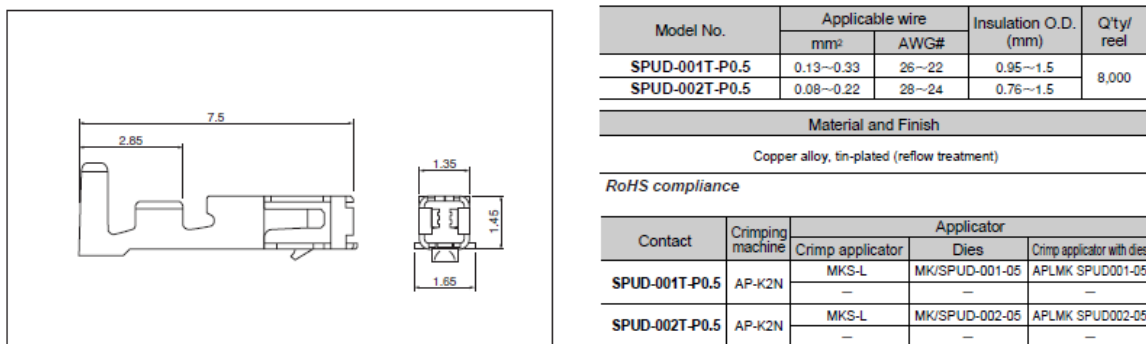 7.5
2.85
1.35
1.45
1.65
Model No. Applicable wire Insulation O.D. (mm) Q'ty/ reel
mm² AWG#
SPUD-001T-P0.5 0.13～0.33 26～22 0.95～1.5 8,000
SPUD-002T-P0.5 0.08～0.22 28～24 0.76～1.5
Material and Finish
Copper alloy, tin-plated (reflow treatment)
RoHS compliance
Contact Crimping machine Applicator
Crimp applicator Dies Crimp applicator with dies
SPUD-001T-P0.5 AP-K2N MKS-L MK/SPUD-001-05 APLMK SPUD001-05
－ － －
SPUD-002T-P0.5 AP-K2N MKS-L MK/SPUD-002-05 APLMK SPUD002-05
－ － －